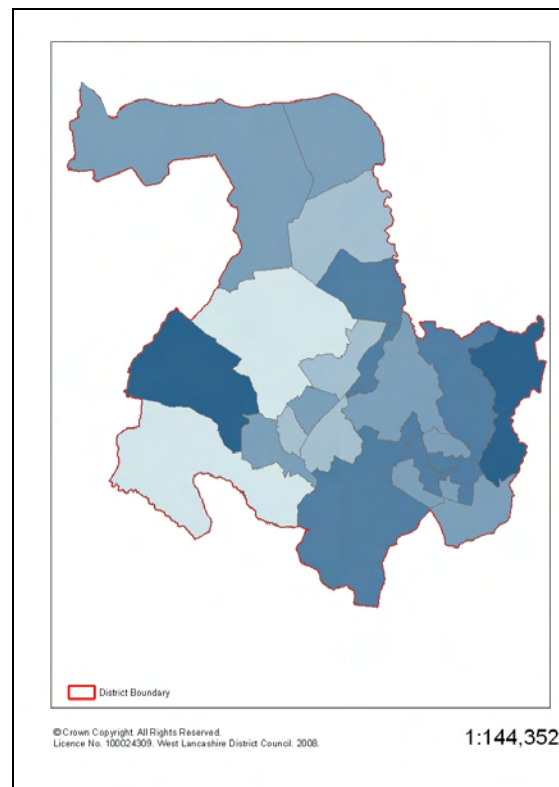 District Boundary
© Crown Copyright. All Rights Reserved.
Licence No. 100024309. West Lancashire District Council. 2008.
1:144,352